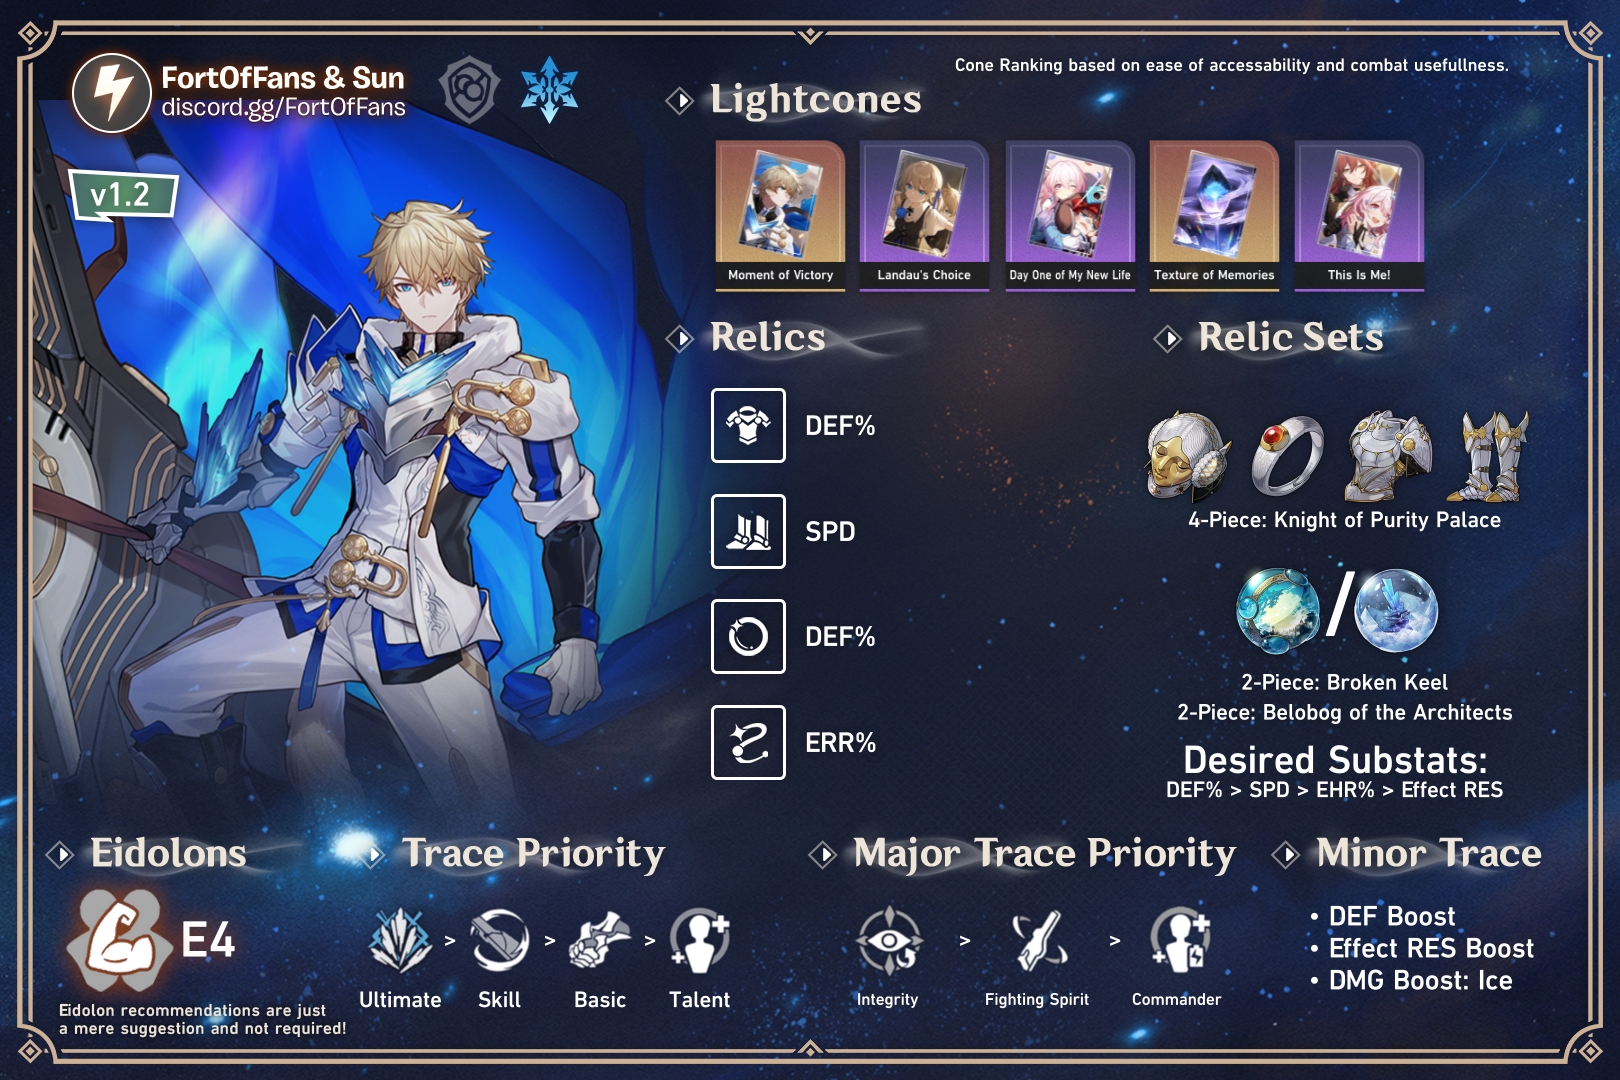 FortOfFans & Sun
discord.gg/FortOfFans
v1.2
Cone Ranking based on ease of accessability and combat usefullness.
Lightcones
Moment of Victory
Landau's Choice
Day One of My New Life
Texture of Memories
This Is Me!
Relics
DEF%
SPD
DEF%
ERR%
Relic Sets
4-Piece: Knight of Purity Palace
2-Piece: Broken Keel
2-Piece: Belobog of the Architects
Desired Substats:
DEF% > SPD > EHR% > Effect RES
Eidolons
E4
Eidolon recommendations are just
a mere suggestion and not required!
Trace Priority
> > >
Ultimate Skill Basic Talent
Major Trace Priority
> >
Integrity Fighting Spirit Commander
Minor Trace
• DEF Boost
• Effect RES Boost
• DMG Boost: Ice